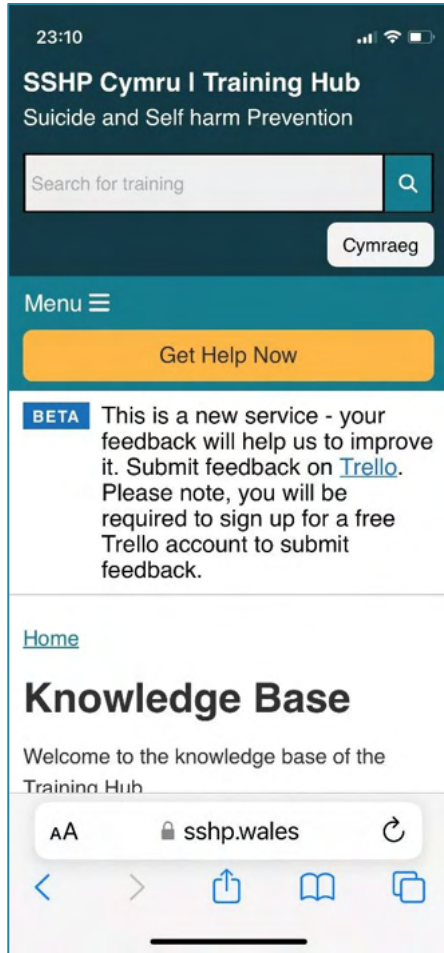 23:10
SSHP Cymru I Training Hub
Suicide and Self harm Prevention
Search for training
Cymraeg
Menu
Get Help Now
BETA This is a new service - your
feedback will help us to improve
it. Submit feedback on Trello.
Please note, you will be
required to sign up for a free
Trello account to submit
feedback.
Home
Knowledge Base
Welcome to the knowledge base of the
Training Hub
AA sshp.wales